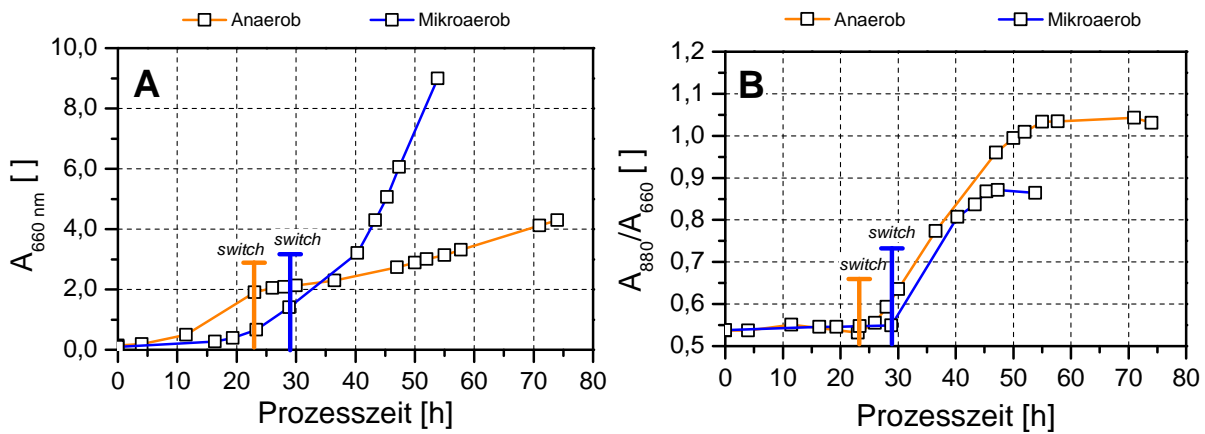 Anaerob Mikroaerob
A
10,0
8,0
6,0
4,0
2,0
0,0
A660 nm [ ]
switch switch
0 10 20 30 40 50 60 70 80
Prozesszeit [h]
Anaerob Mikroaerob
B
1,2
1,1
1,0
0,9
0,8
0,7
0,6
0,5
A880/A660 [ ]
switch
switch
0 10 20 30 40 50 60 70 80
Prozesszeit [h]